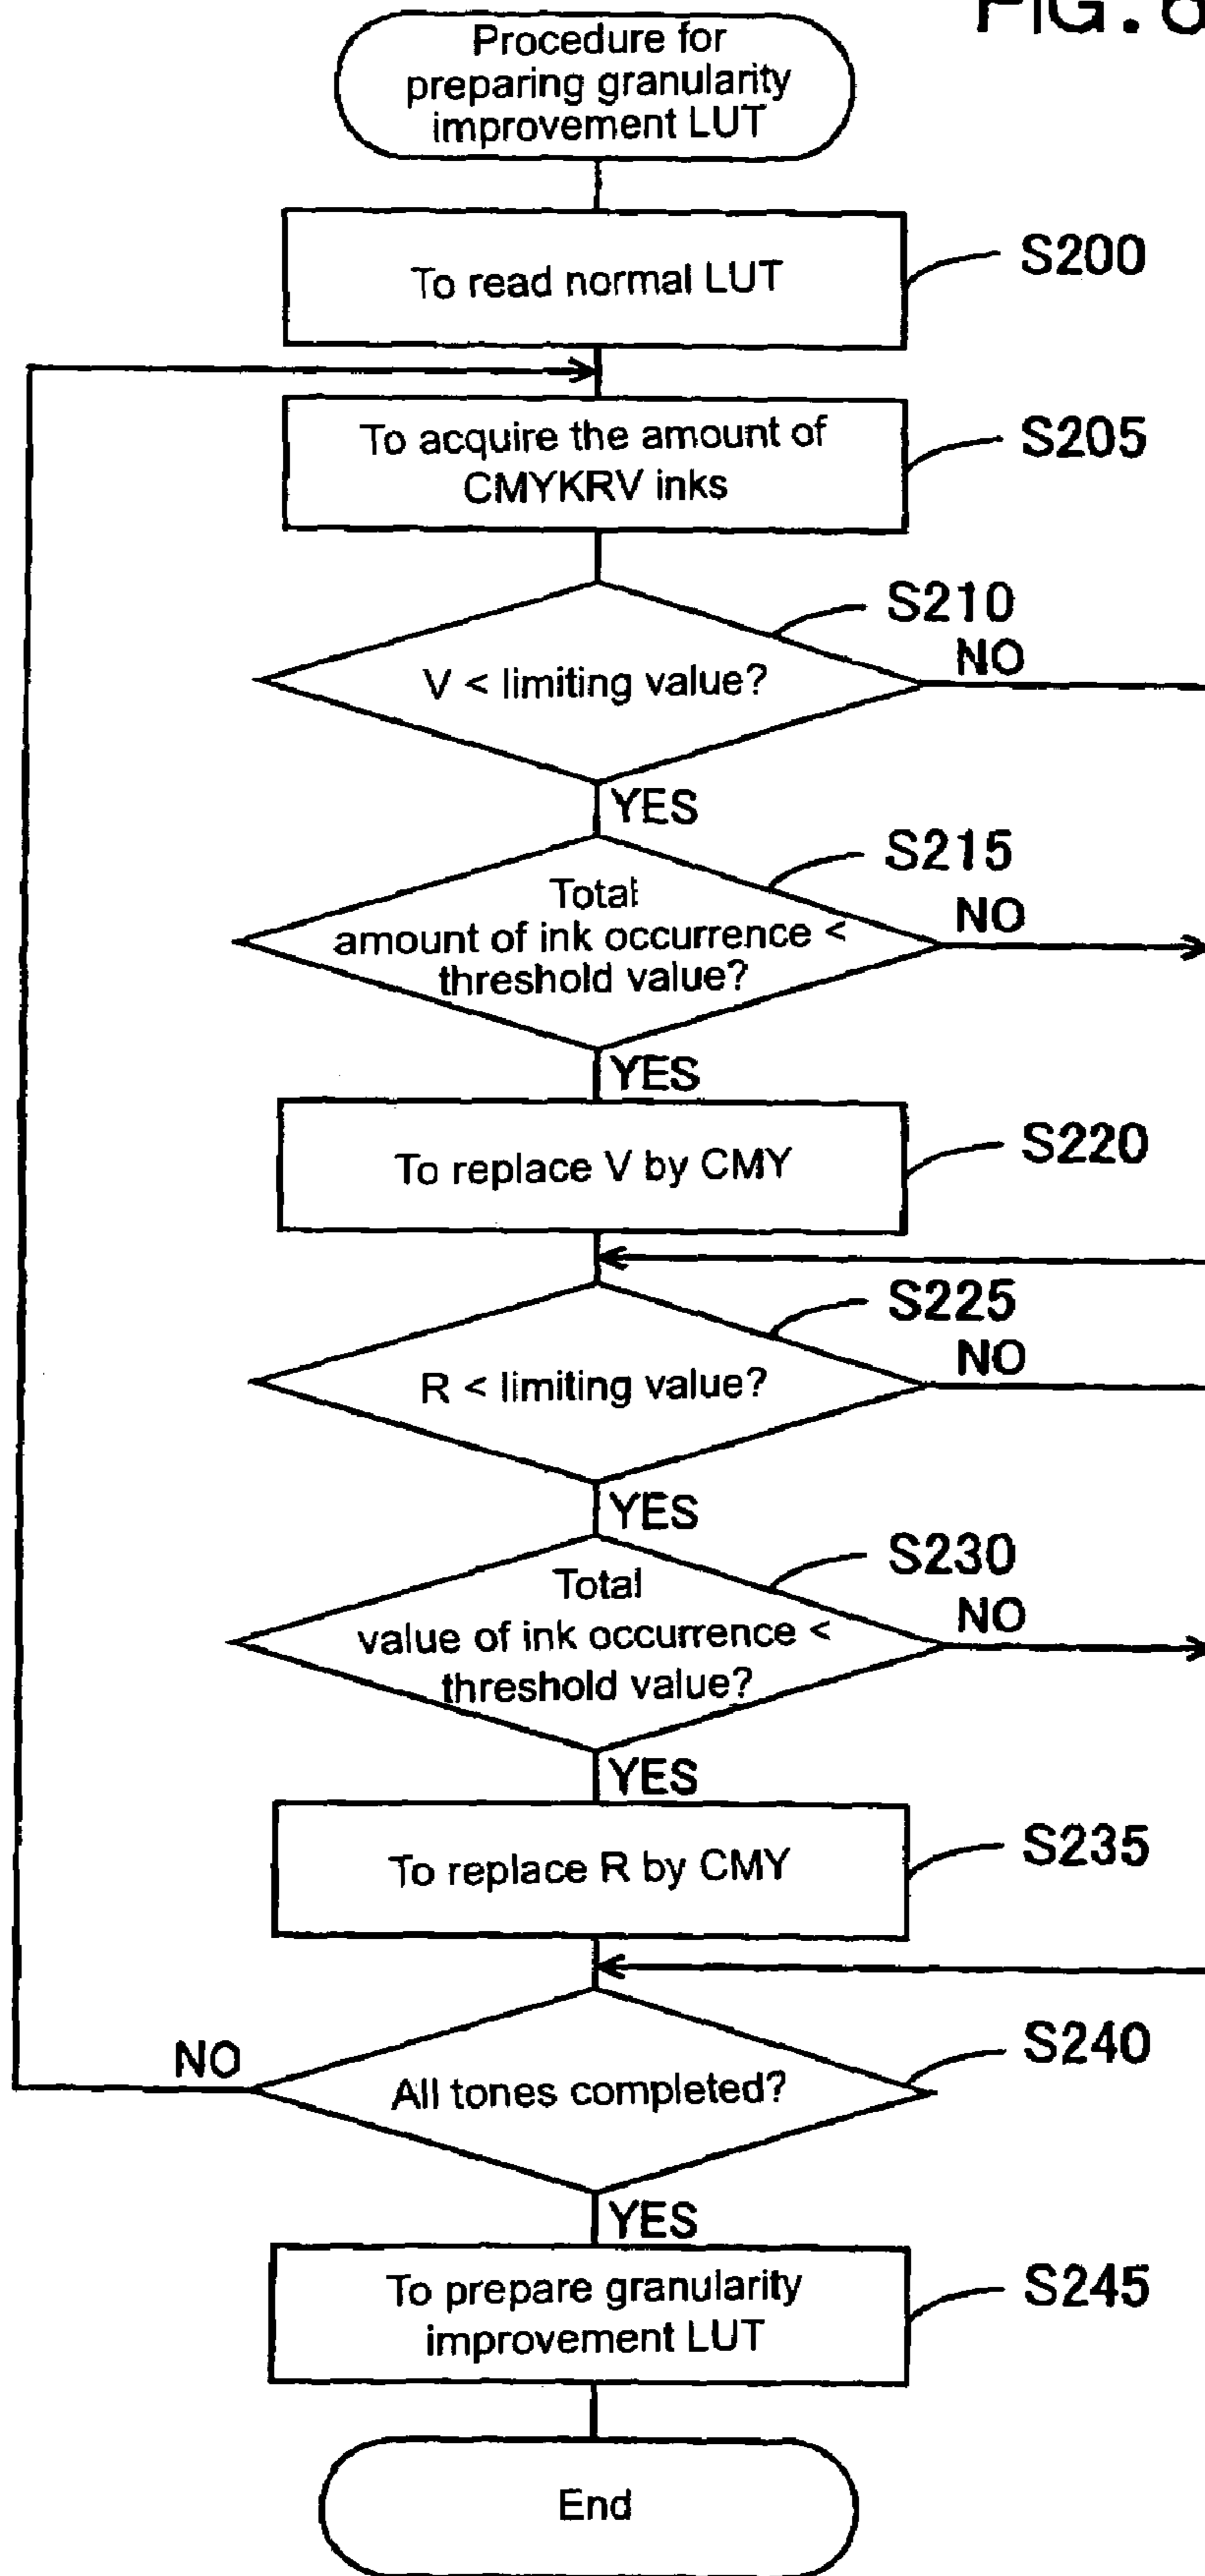 FIG. 6
Procedure for
preparing granularity
improvement LUT
To read normal LUT
S200
To acquire the amount of
CMYKRV inks
S205
S210
V < limiting value?
NO
YES
S215
Total
amount of ink occurrence <
threshold value?
NO
YES
To replace V by CMY
S220
S225
R < limiting value?
NO
YES
S230
Total
value of ink occurrence <
threshold value?
NO
YES
To replace R by CMY
S235
NO
All tones completed?
S240
YES
To prepare granularity
improvement LUT
S245
End